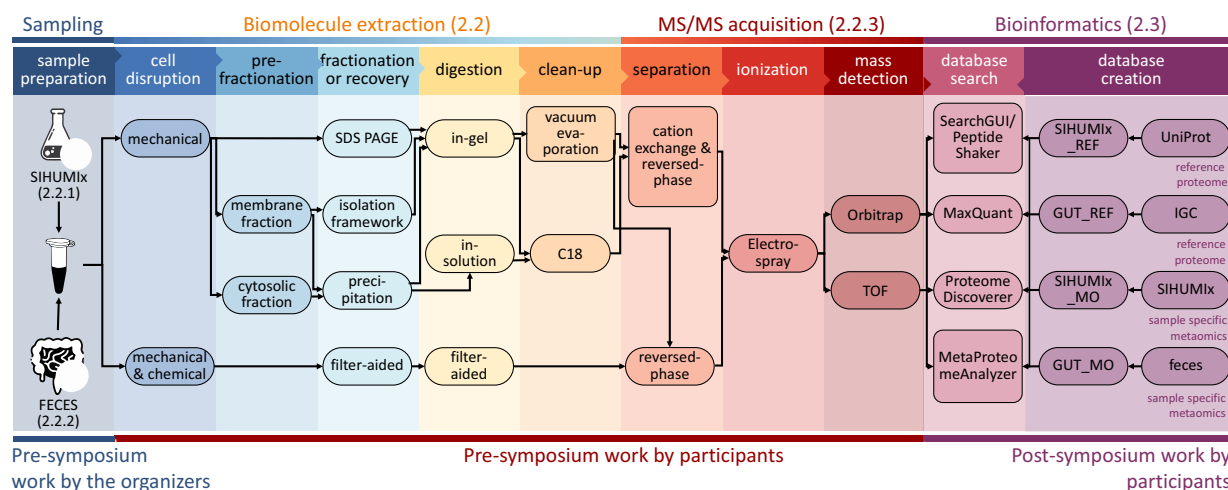 Sampling
Biomolecule extraction (2.2)
MS/MS acquisition (2.2.3)
Bioinformatics (2.3)
sample
preparation
cell
disruption
pre-
fractionation
fractionation
or recovery
digestion
clean-up
separation
ionization
mass
detection
database
search
database
creation
SIHUMIx
(2.2.1)
FECES
(2.2.2)
mechanical
mechanical
& chemical
membrane
fraction
cytosolic
fraction
SDS PAGE
isolation
framework
preci-
pitation
filter-aided
in-gel
in-
solution
filter-
aided
vacuum
eva-
poration
C18
cation
exchange &
reversed-
phase
reversed-
phase
Electro-
spray
Orbitrap
TOF
SearchGUI/
Peptide
Shaker
MaxQuant
Proteome
Discoverer
MetaProteo
meAnalyzer
SIHUMIx
_REF
GUT_REF
SIHUMIx
_MO
GUT_MO
UniProt
reference
proteome
IGC
reference
proteome
SIHUMIx
sample specific
metaomics
feces
sample specific
metaomics
Pre-symposium
work by the organizers
Pre-symposium work by participants
Post-symposium work by
participants